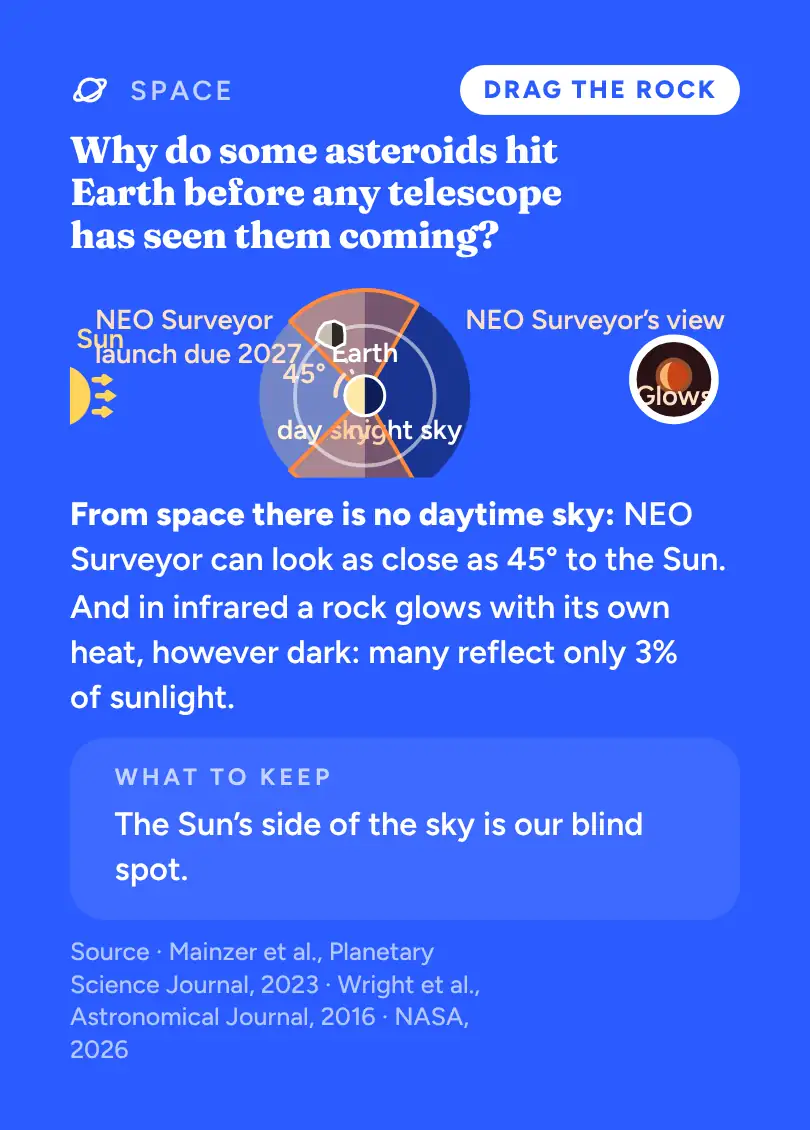 SPACE
DRAG THE ROCK
Why do some asteroids hit
Earth before any telescope
has seen them coming?
NEO Surveyor
launch due 2027
NEO Surveyor’s view
Sun
Earth
45°
Glows
day sky
night sky
From space there is no daytime sky: NEO
Surveyor can look as close as 45° to the Sun.
And in infrared a rock glows with its own
heat, however dark: many reflect only 3%
of sunlight.
WHAT TO KEEP
The Sun’s side of the sky is our blind
spot.
Source · Mainzer et al., Planetary
Science Journal, 2023 · Wright et al.,
Astronomical Journal, 2016 · NASA,
2026